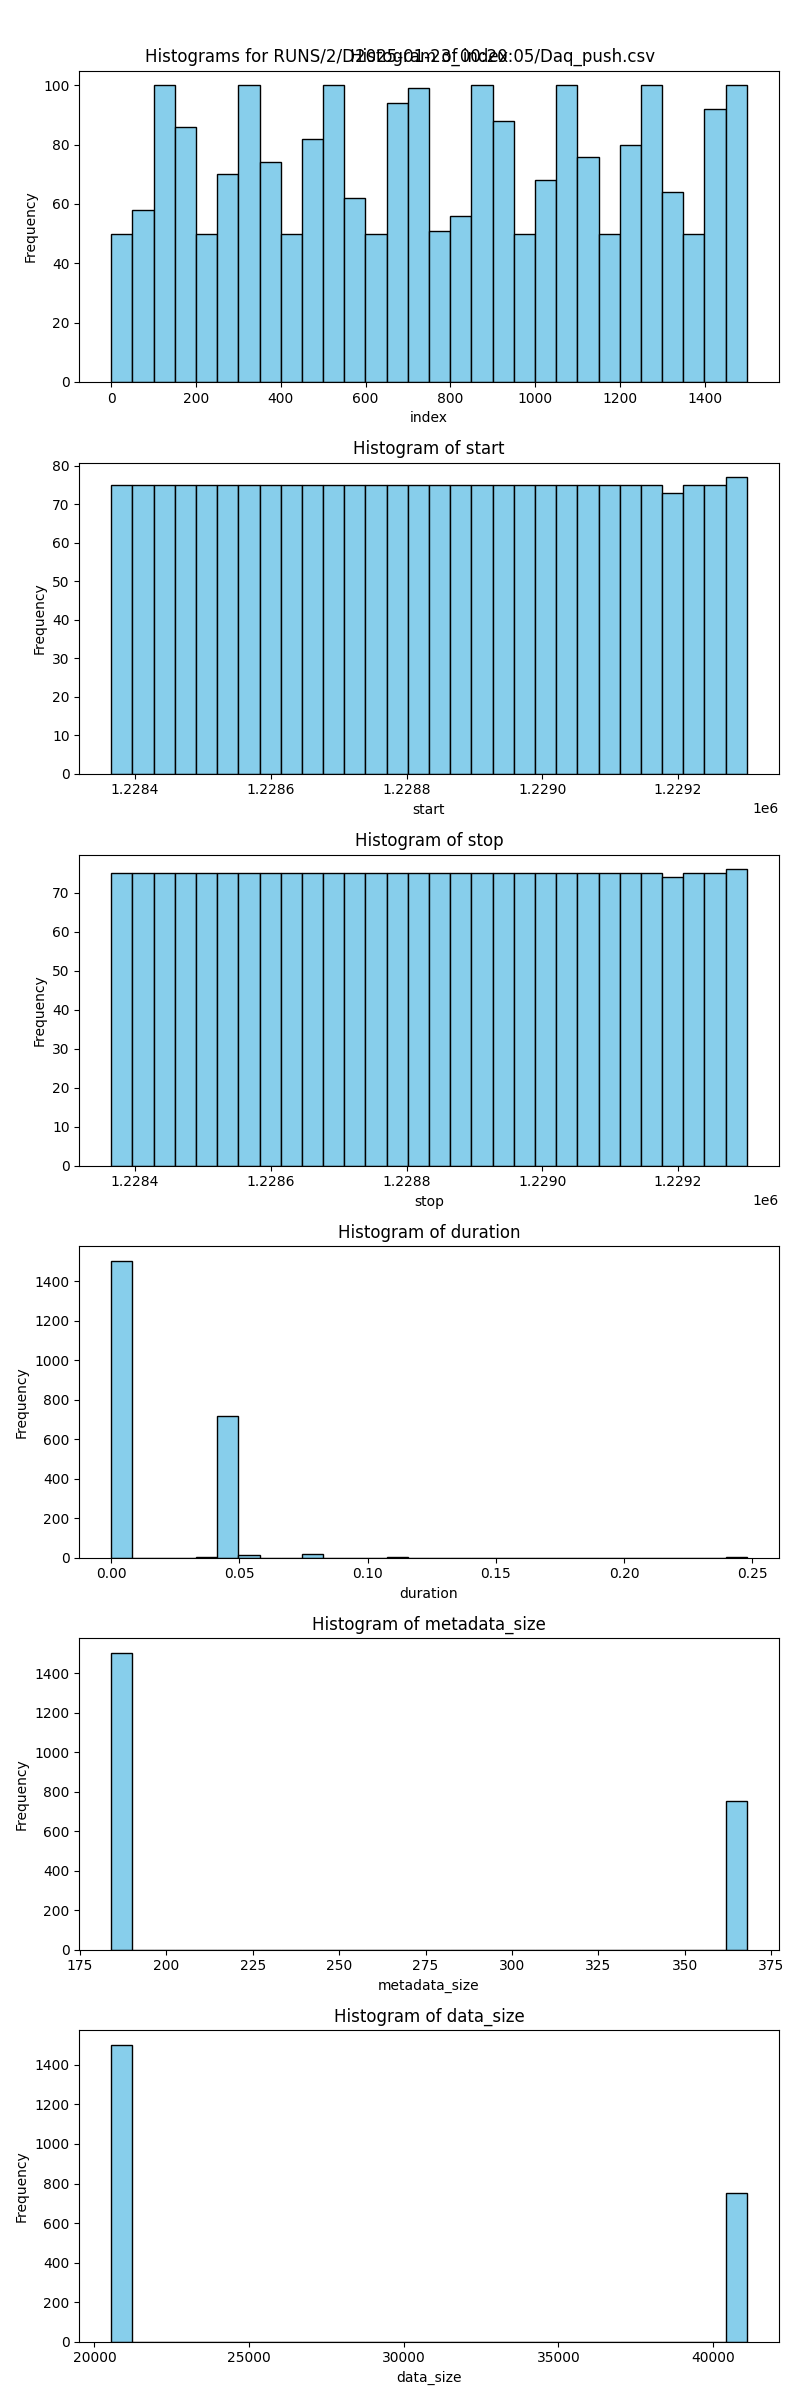 Histograms for RUNS/2/D2025-01-23_00:20:05/Daq_push.csv
Histogram of index
100
80
60
40
20
0
Frequency
0 200 400 600 800 1000 1200 1400
index
Histogram of start
80
70
60
50
40
30
20
10
0
Frequency
1.2284 1.2286 1.2288 1.2290 1.2292
1e6
start
Histogram of stop
70
60
50
40
30
20
10
0
Frequency
1.2284 1.2286 1.2288 1.2290 1.2292
1e6
stop
Histogram of duration
1400
1200
1000
800
600
400
200
0
Frequency
0.00 0.05 0.10 0.15 0.20 0.25
duration
Histogram of metadata_size
1400
1200
1000
800
600
400
200
0
Frequency
175 200 225 250 275 300 325 350 375
metadata_size
Histogram of data_size
1400
1200
1000
800
600
400
200
0
Frequency
20000 25000 30000 35000 40000
data_size